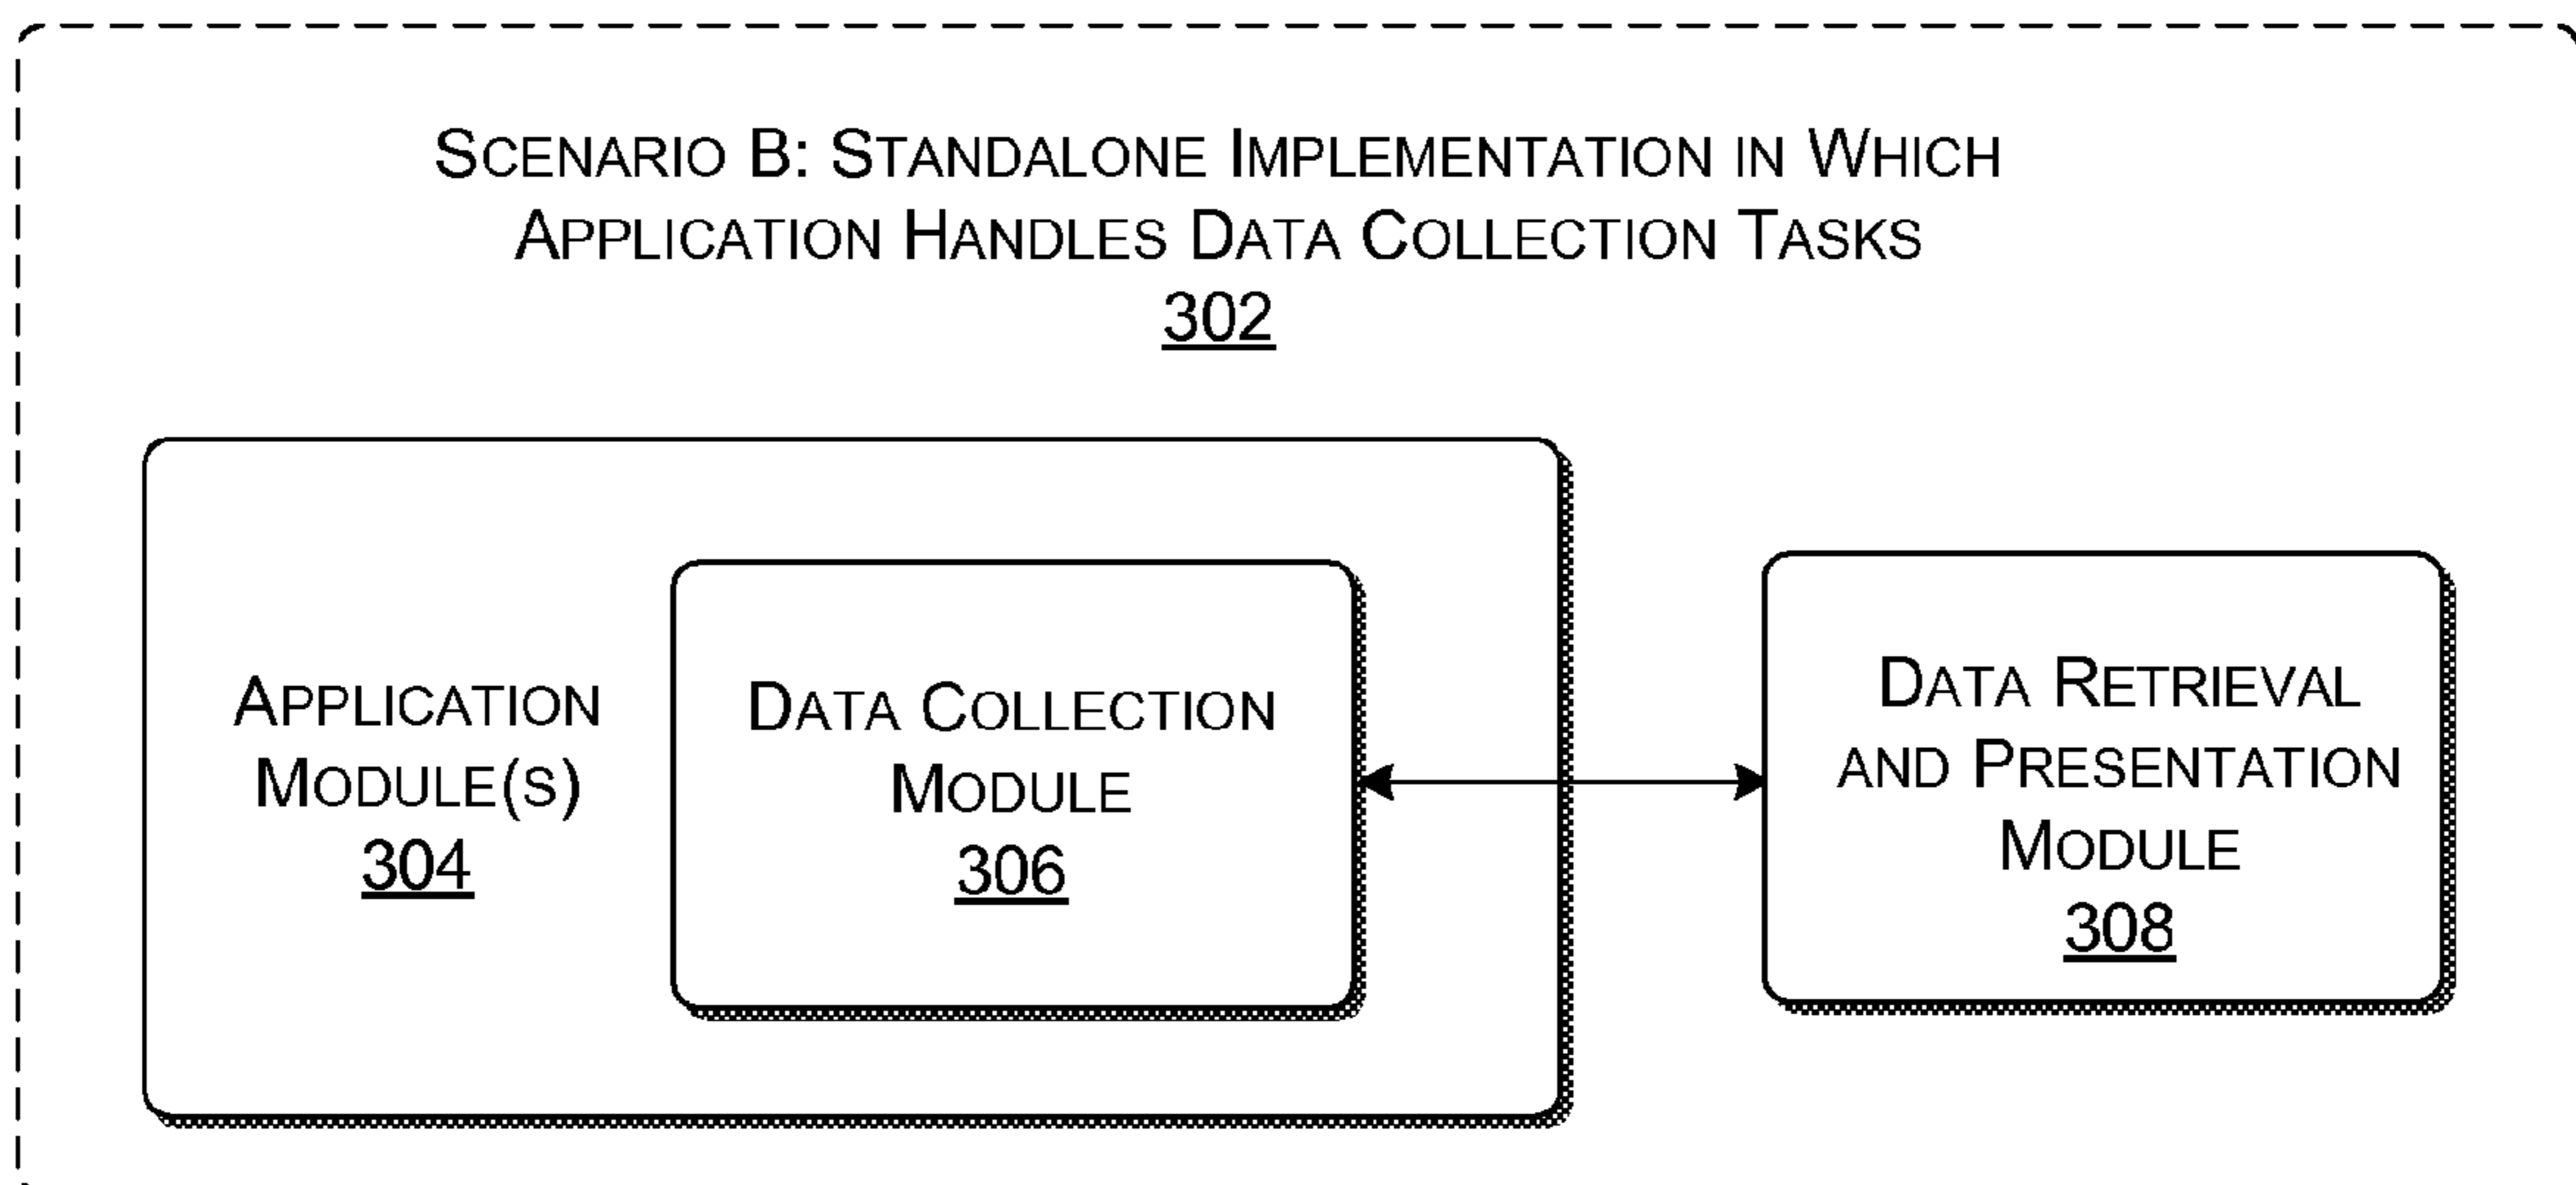 SCENARIO B: STANDALONE IMPLEMENTATION IN WHICH
APPLICATION HANDLES DATA COLLECTION TASKS
302
APPLICATION
MODULE(S)
304
DATA COLLECTION
MODULE
306
DATA RETRIEVAL
AND PRESENTATION
MODULE
308